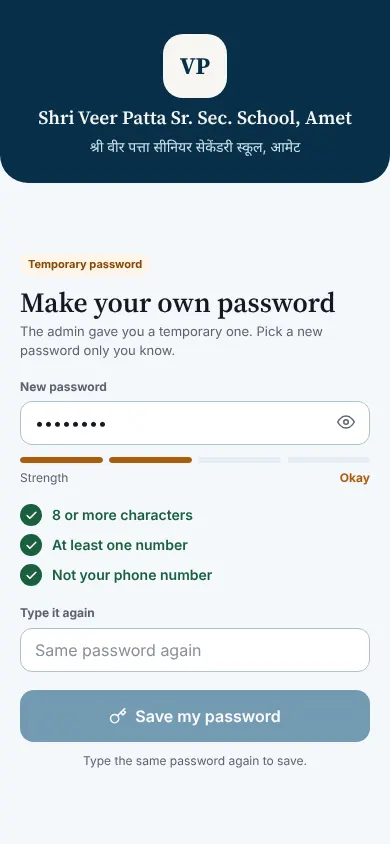 VP
Shri Veer Patta Sr. Sec. School, Amet
श्री वीर पत्ता सीनियर सेकेंडरी स्कूल, आमेट
Temporary password
Make your own password
The admin gave you a temporary one. Pick a new
password only you know.
New password
••••••••
Strength
Okay
8 or more characters
At least one number
Not your phone number
Type it again
Same password again
Save my password
Type the same password again to save.